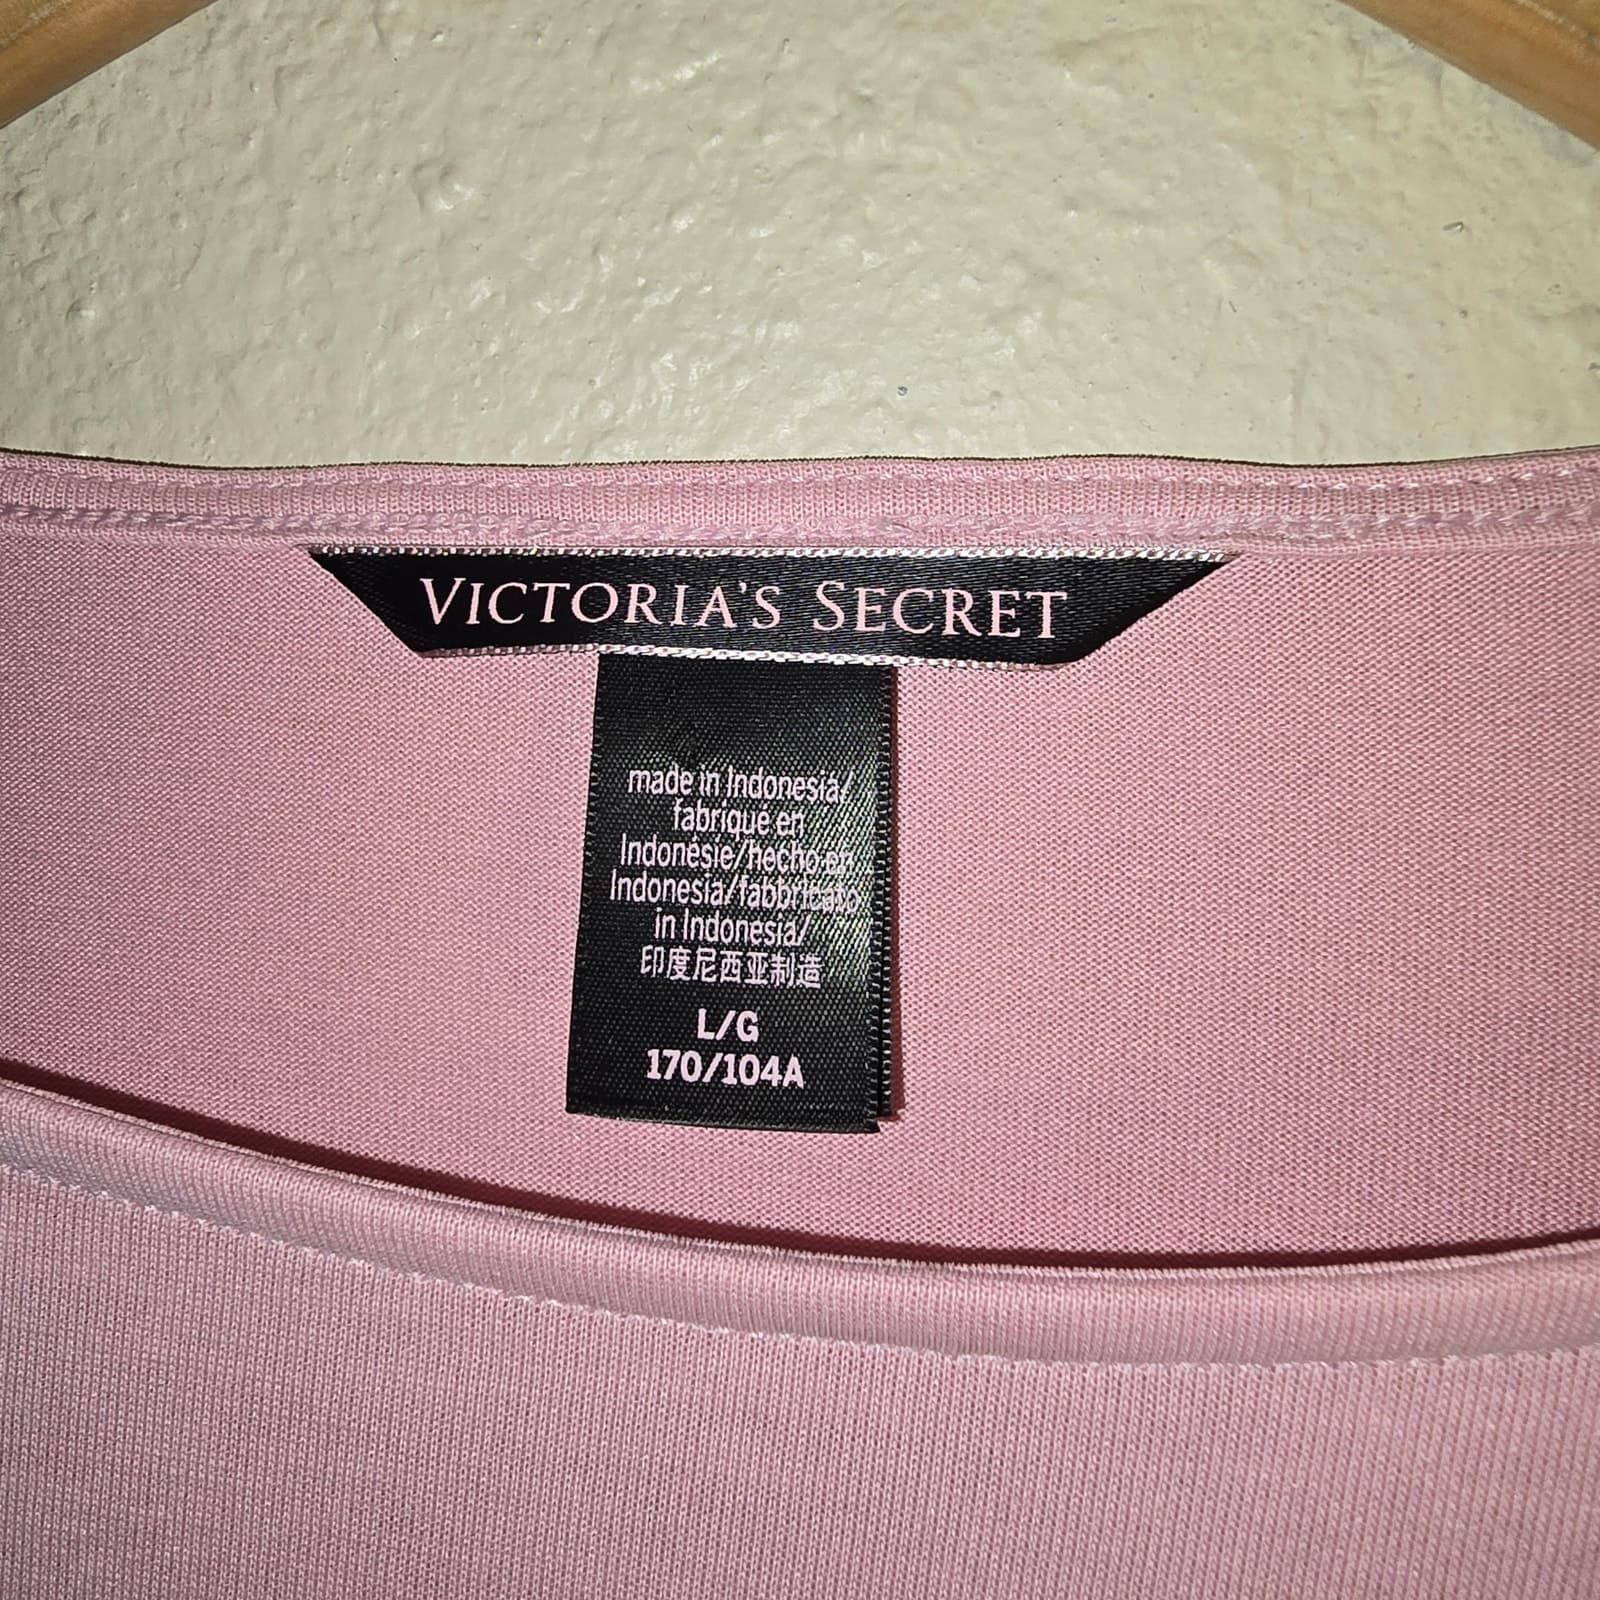 VICTORIA'S SECRET
made in Indonesia/
fabriqué en
Indonésie/hecho en
Indonesia/fabbricato
in Indonesia/
印度尼西亚制造
L/G
170/104A